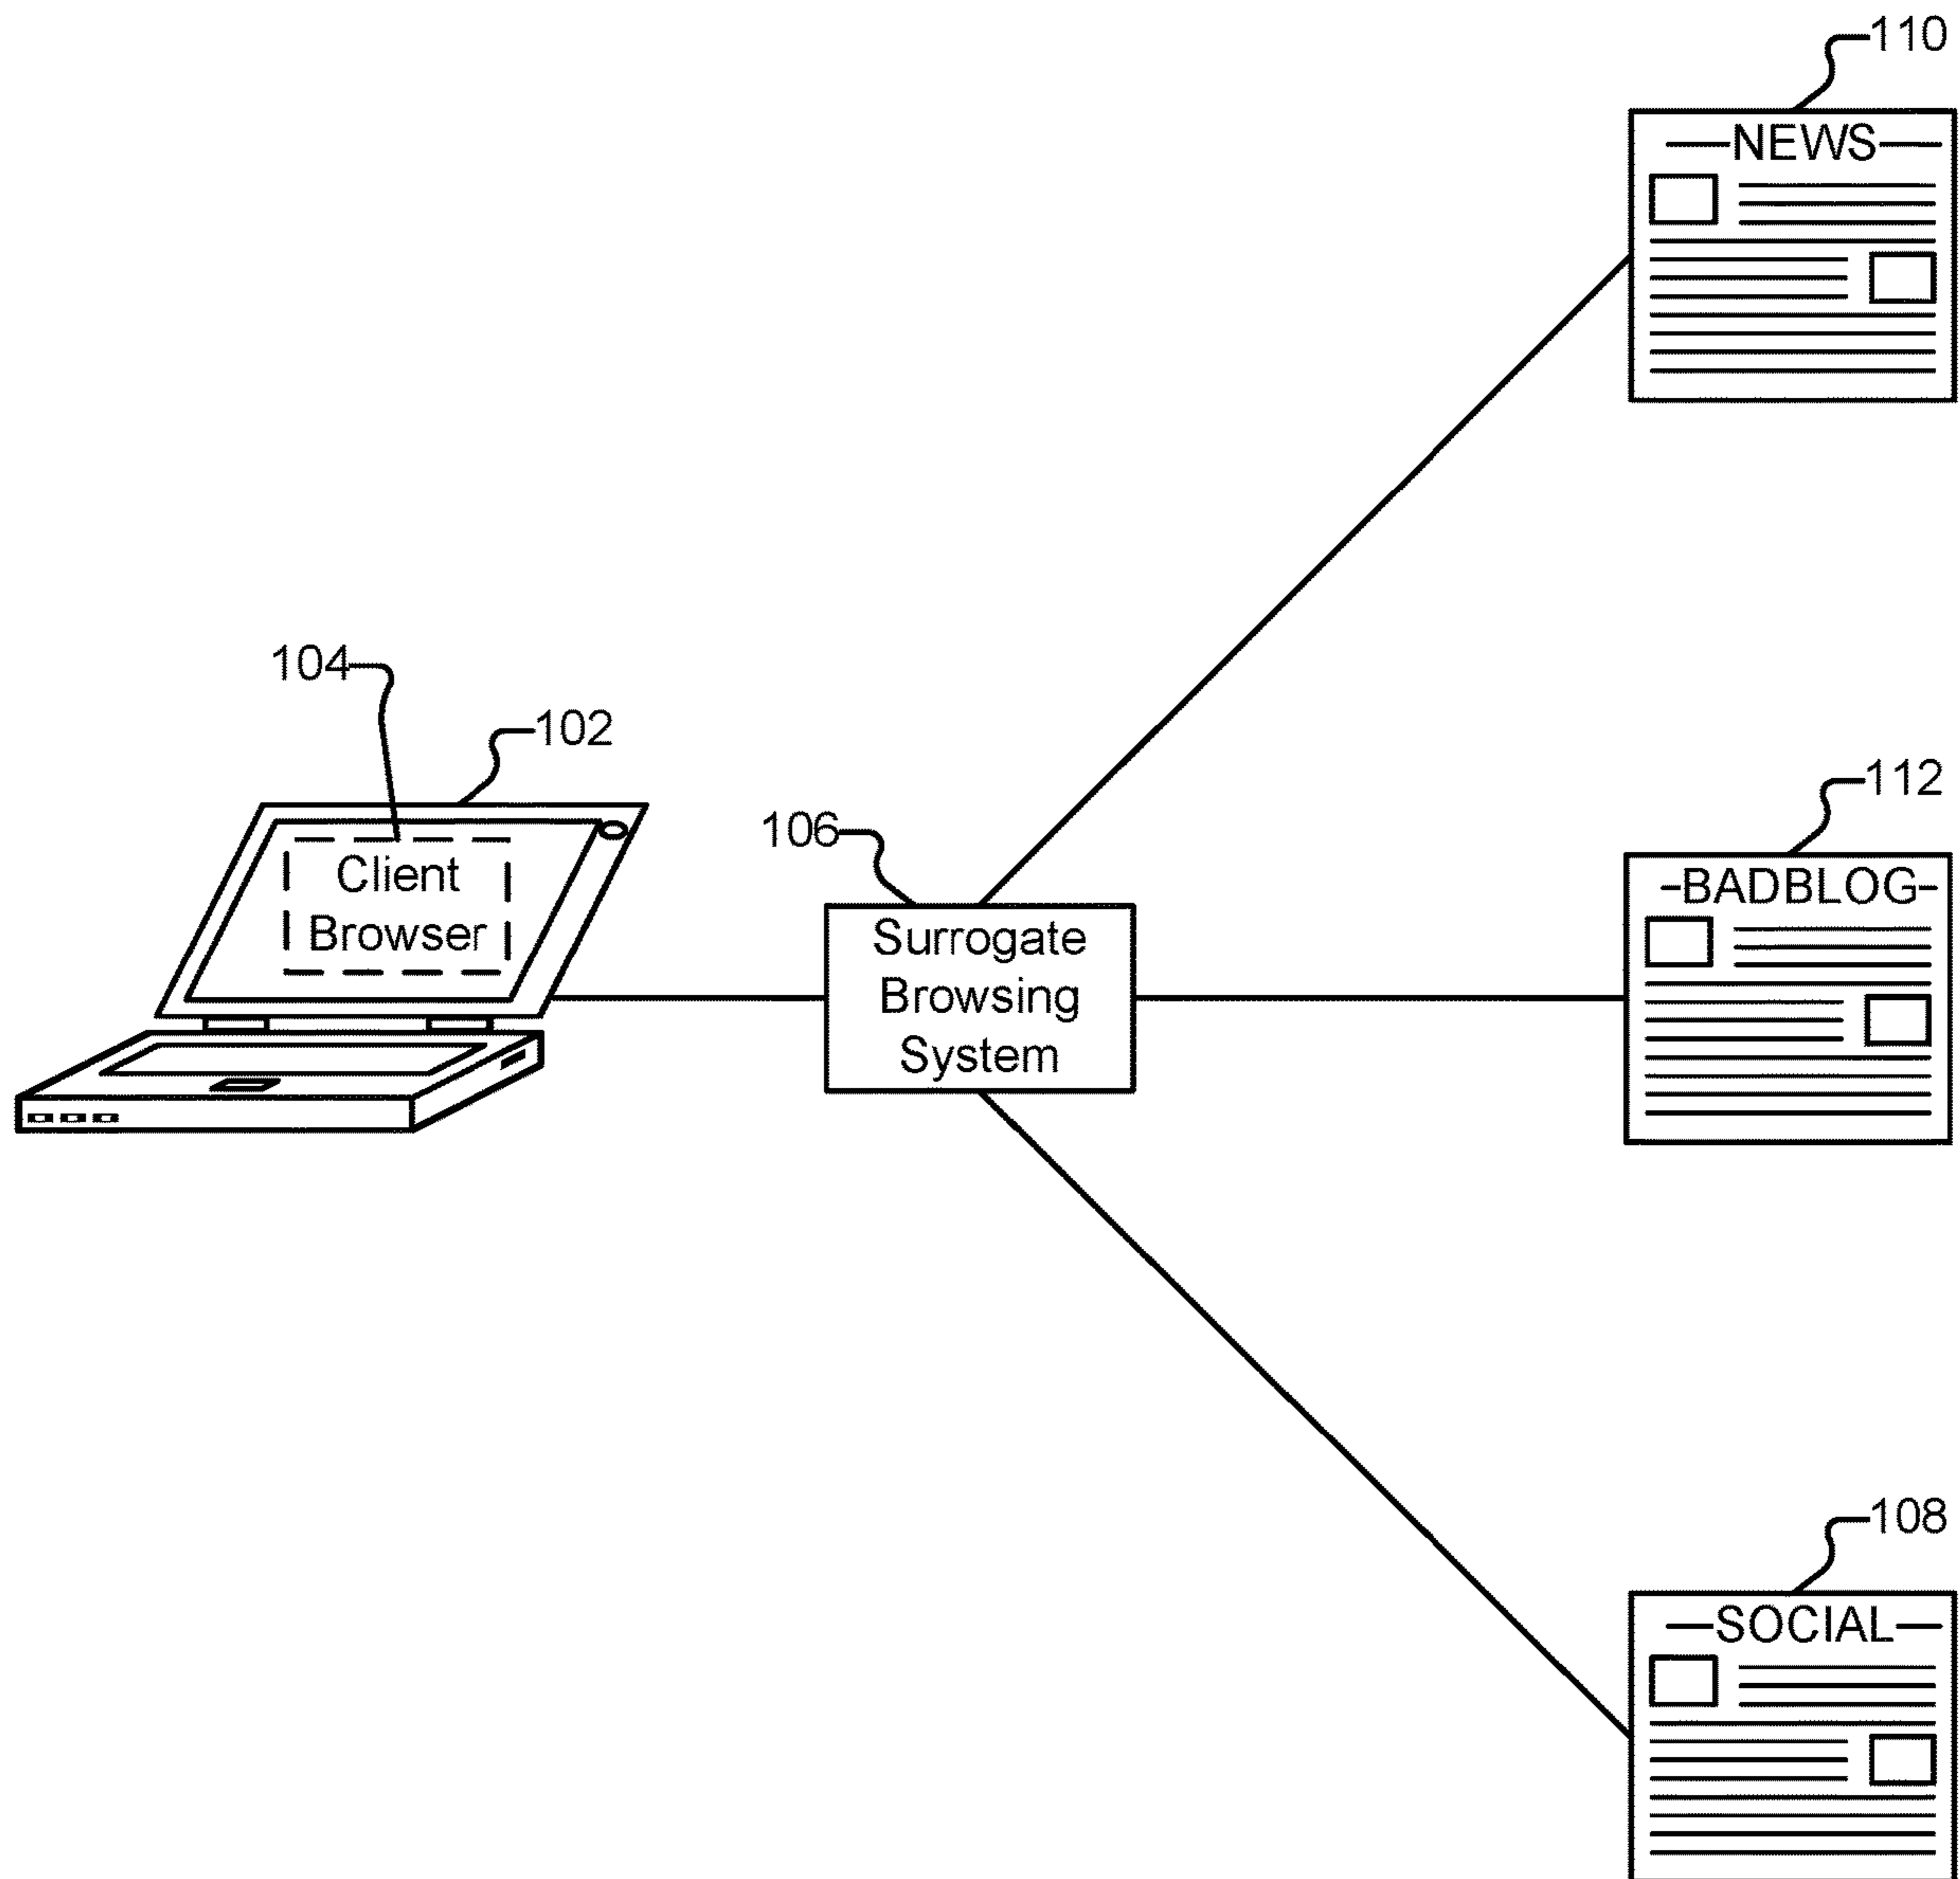 110
NEWS
104
102
Client
Browser
106
Surrogate
Browsing
System
112
BADBLOG
108
SOCIAL